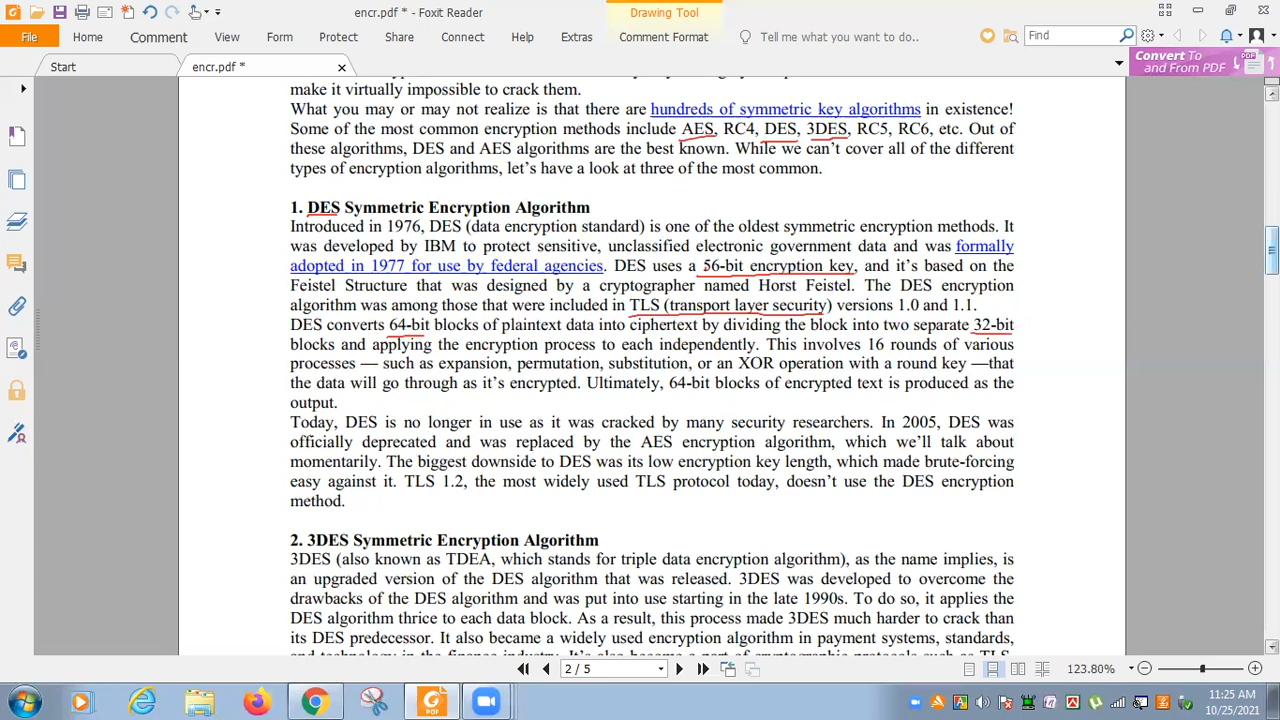 encr.pdf * - Foxit Reader
Drawing Tool
File
Home
Comment
View
Form
Protect
Connect
Help
Extras
Comment Format
Tell me what you want to do..
Find
Start
encr.pdf *
Convert To
and From PDF
PDF
make it virtually impossible to crack them.
What you may or may not realize is that there are hundreds of symmetric key algorithms in existence!
Some of the most common encryption methods include AES, RC4, DES, 3DES, RC5, RC6, etc. Out of
these algorithms, DES and AES algorithms are the best known. While we can’t cover all of the different
types of encryption algorithms, let’s have a look at three of the most common.
1. DES Symmetric Encryption Algorithm
Introduced in 1976, DES (data encryption standard) is one of the oldest symmetric encryption methods. It
was developed by IBM to protect sensitive, unclassified electronic government data and was formally
adopted in 1977 for use by federal agencies. DES uses a 56-bit encryption key, and it’s based on the
Feistel Structure that was designed by a cryptographer named Horst Feistel. The DES encryption
algorithm was among those that were included in TLS (transport layer security) versions 1.0 and 1.1.
DES converts 64-bit blocks of plaintext data into ciphertext by dividing the block into two separate 32-bit
blocks and applying the encryption process to each independently. This involves 16 rounds of various
processes — such as expansion, permutation, substitution, or an XOR operation with a round key —that
the data will go through as it’s encrypted. Ultimately, 64-bit blocks of encrypted text is produced as the
output.
Today, DES is no longer in use as it was cracked by many security researchers. In 2005, DES was
officially deprecated and was replaced by the AES encryption algorithm, which we’ll talk about
momentarily. The biggest downside to DES was its low encryption key length, which made brute-forcing
easy against it. TLS 1.2, the most widely used TLS protocol today, doesn’t use the DES encryption
method.
2. 3DES Symmetric Encryption Algorithm
3DES (also known as TDEA, which stands for triple data encryption algorithm), as the name implies, is
an upgraded version of the DES algorithm that was released. 3DES was developed to overcome the
drawbacks of the DES algorithm and was put into use starting in the late 1990s. To do so, it applies the
DES algorithm thrice to each data block. As a result, this process made 3DES much harder to crack than
its DES predecessor. It also became a widely used encryption algorithm in payment systems, standards,
and technology in the finance industry. It’s also become a part of cryptographic protocols such as TLS,
2 / 5
123.80%
PDF
11:25 AM
10/25/2021